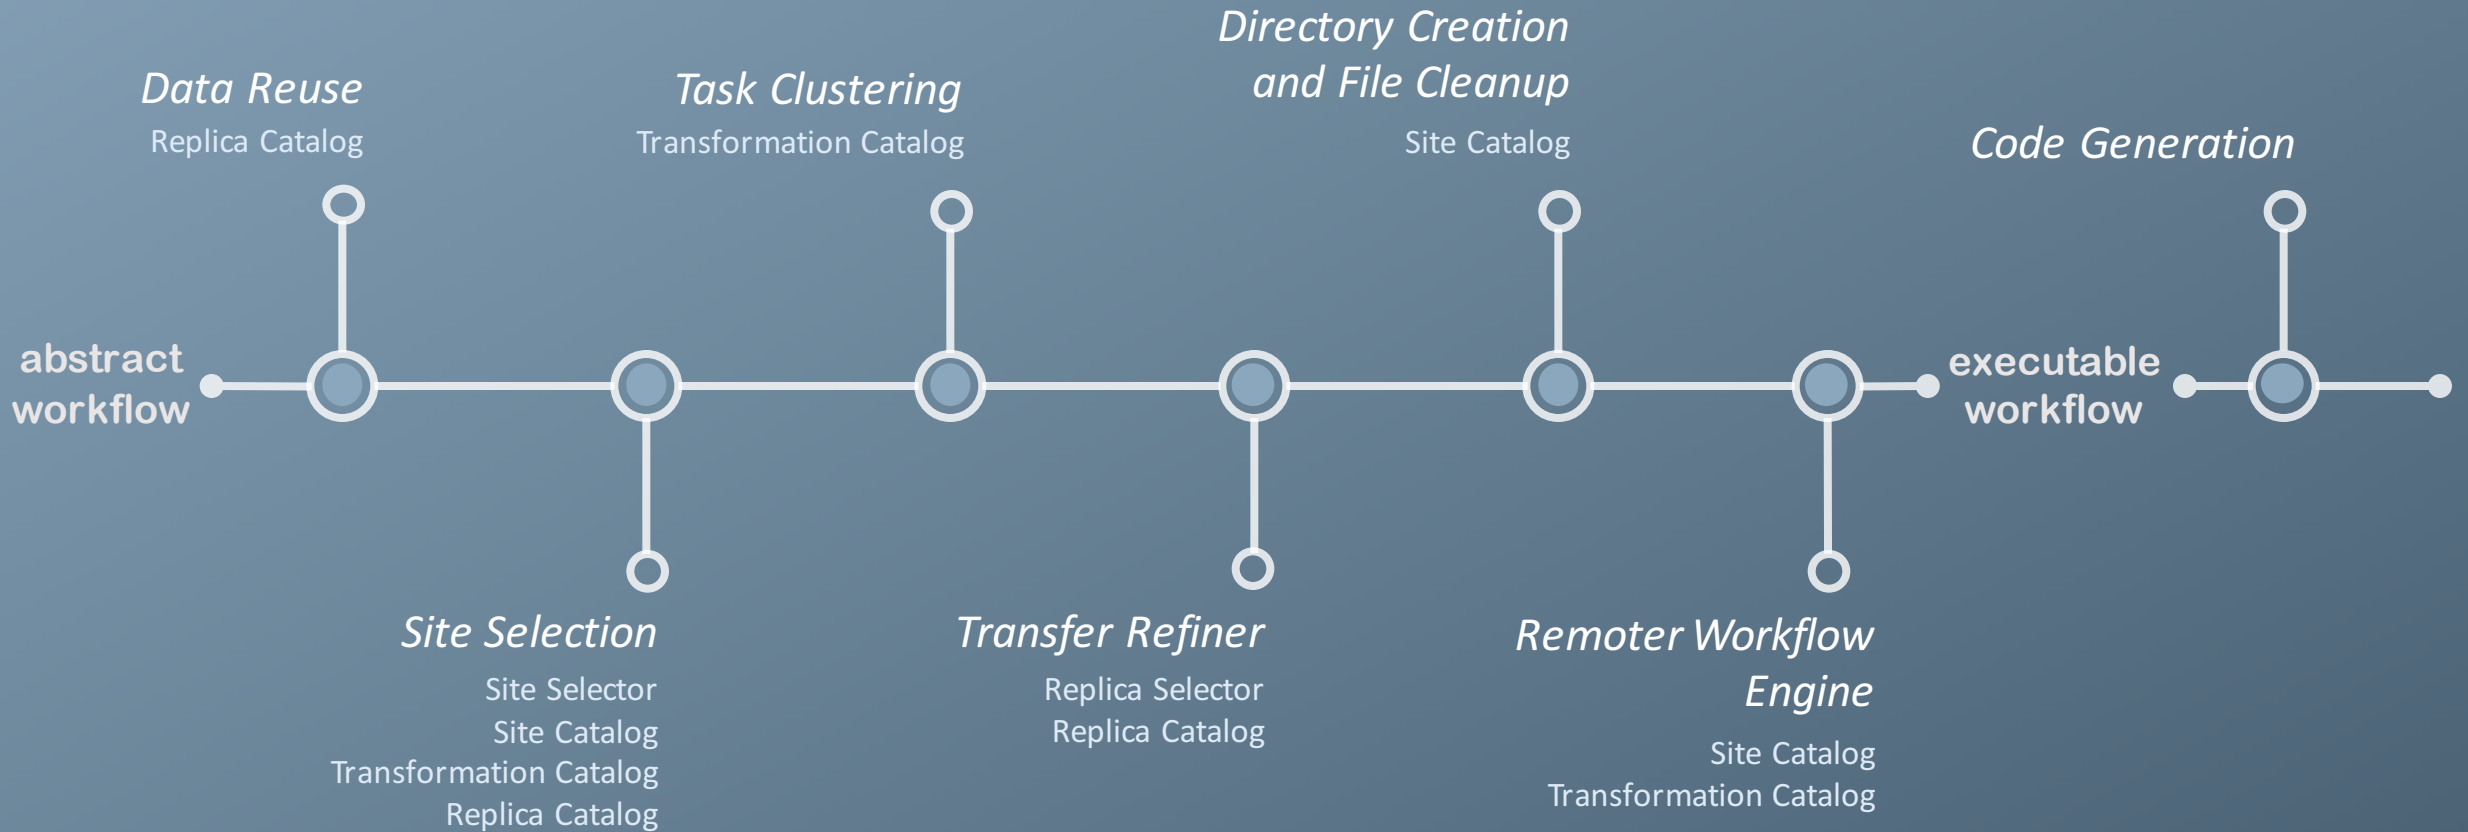 Directory Creation
and File Cleanup
Site Catalog
Data Reuse
Replica Catalog
Task Clustering
Transformation Catalog
Code Generation
abstract
workflow
executable
workflow
Site Selection
Site Selector
Site Catalog
Transformation Catalog
Replica Catalog
Transfer Refiner
Replica Selector
Replica Catalog
Remoter Workflow
Engine
Site Catalog
Transformation Catalog